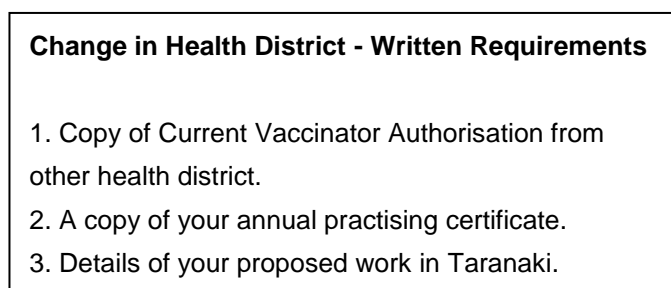 Change in Health District - Written Requirements
1. Copy of Current Vaccinator Authorisation from
other health district.
2. A copy of your annual practising certificate.
3. Details of your proposed work in Taranaki.